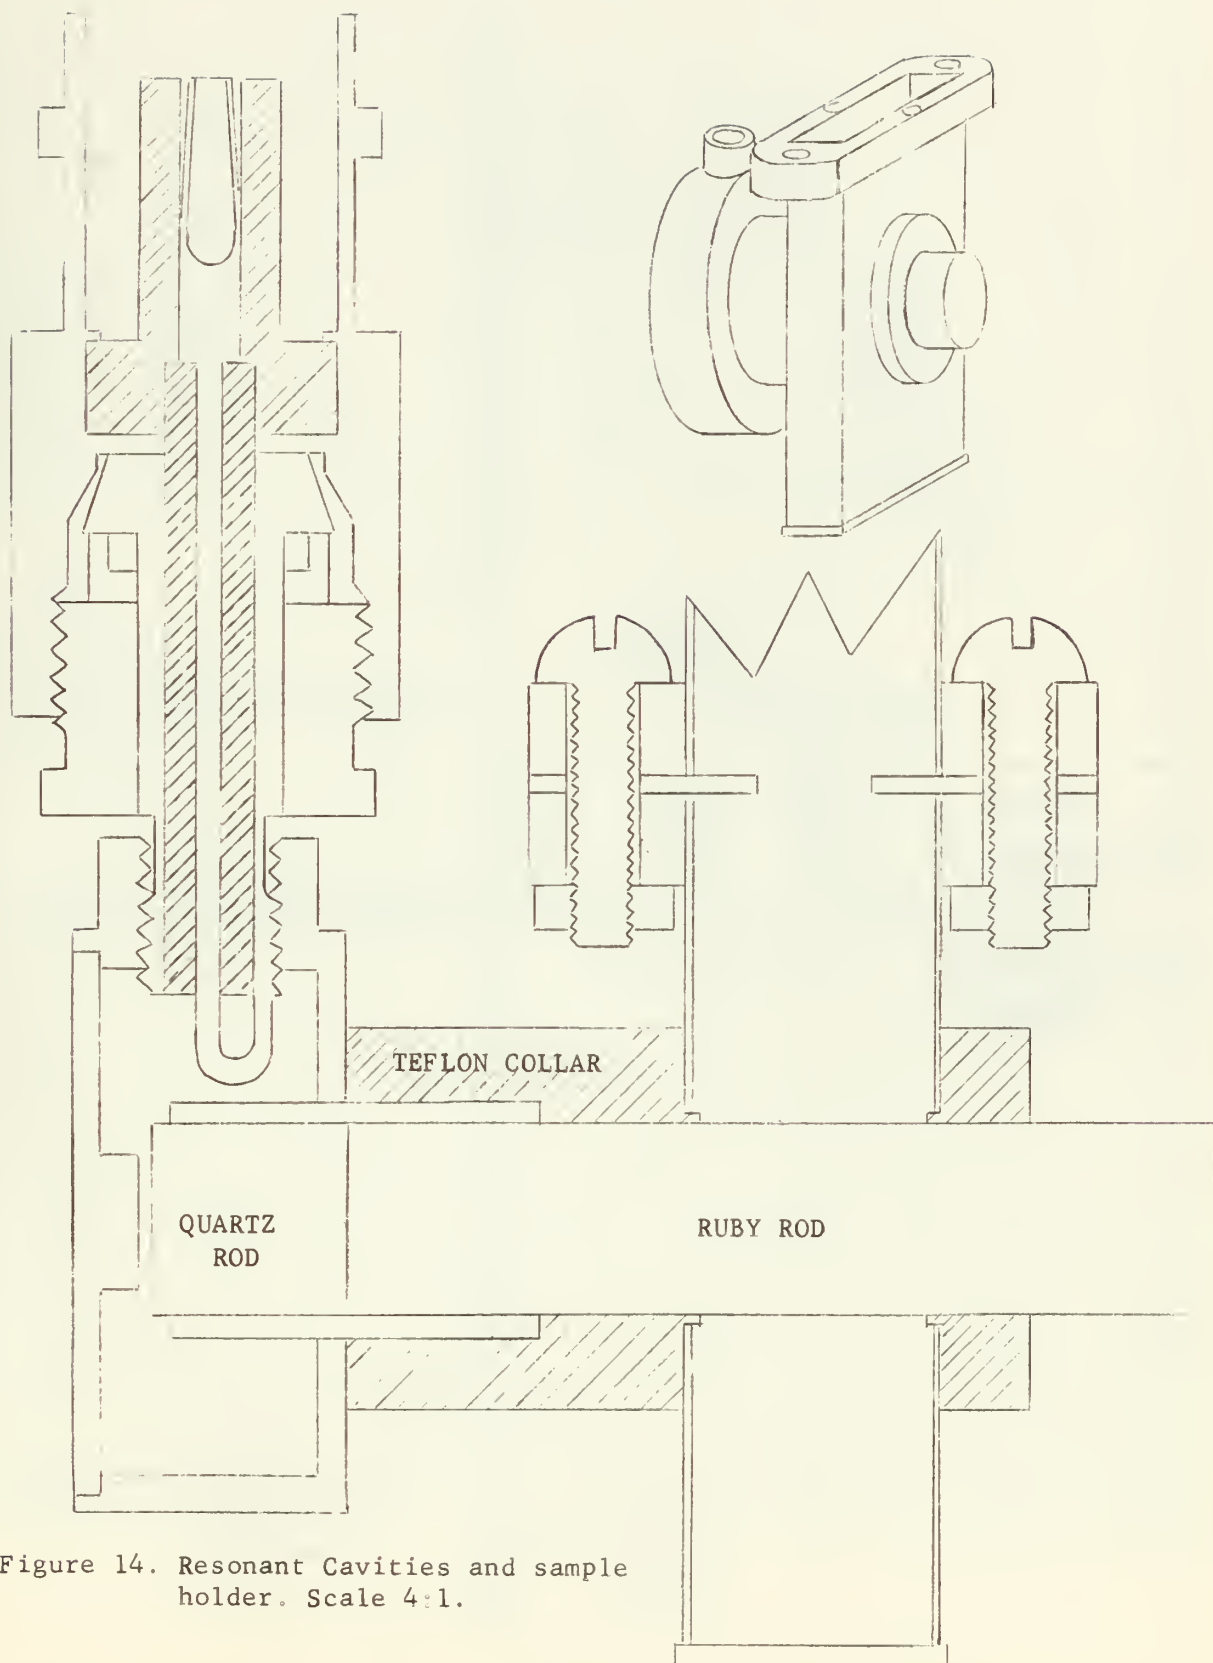 TEFLON COLLAR
QUARTZ
ROD
RUBY ROD
Figure 14. Resonant Cavities and sample
holder. Scale 4:1.